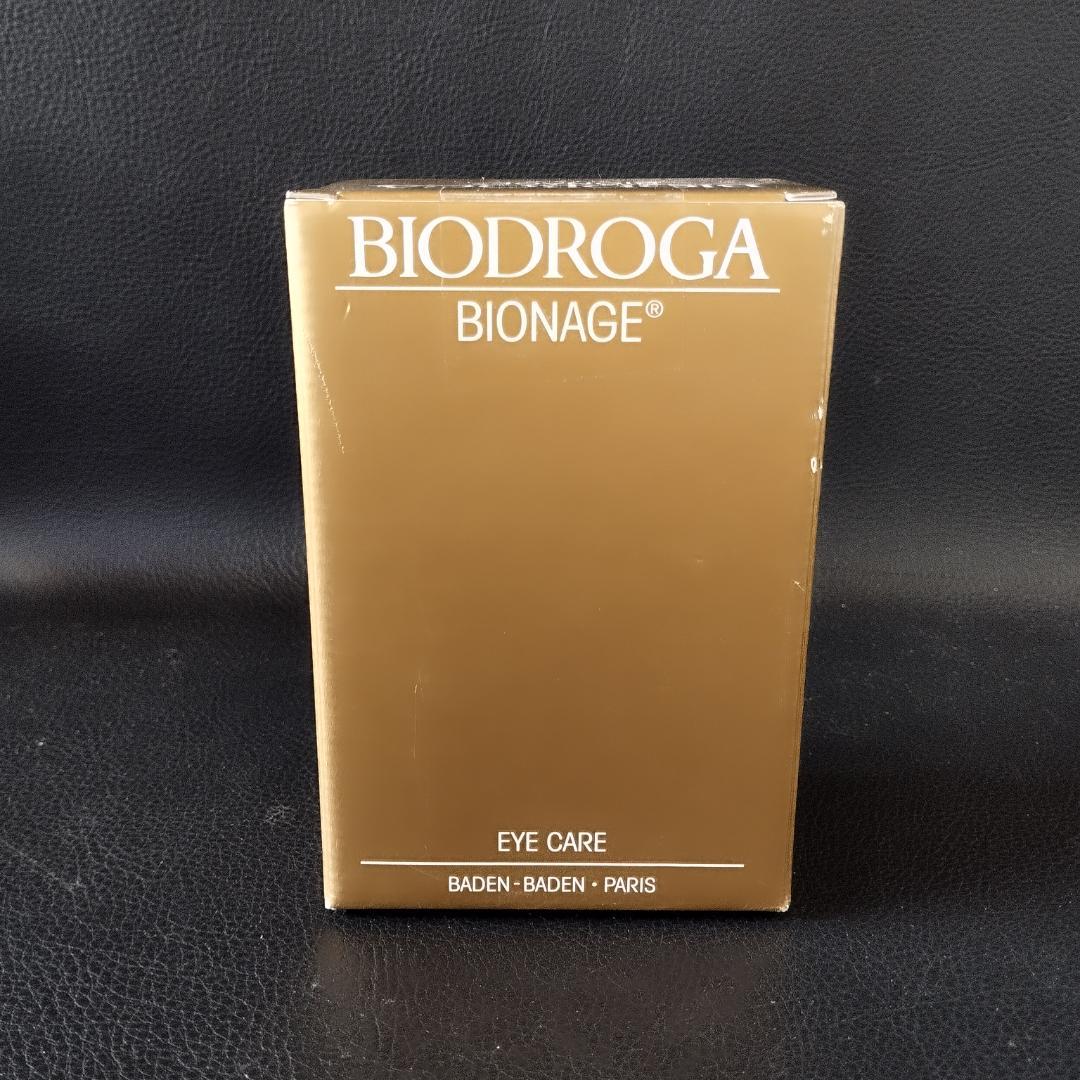 BIODROGA
BIONAGE®
EYE CARE
BADEN-BADEN • PARIS